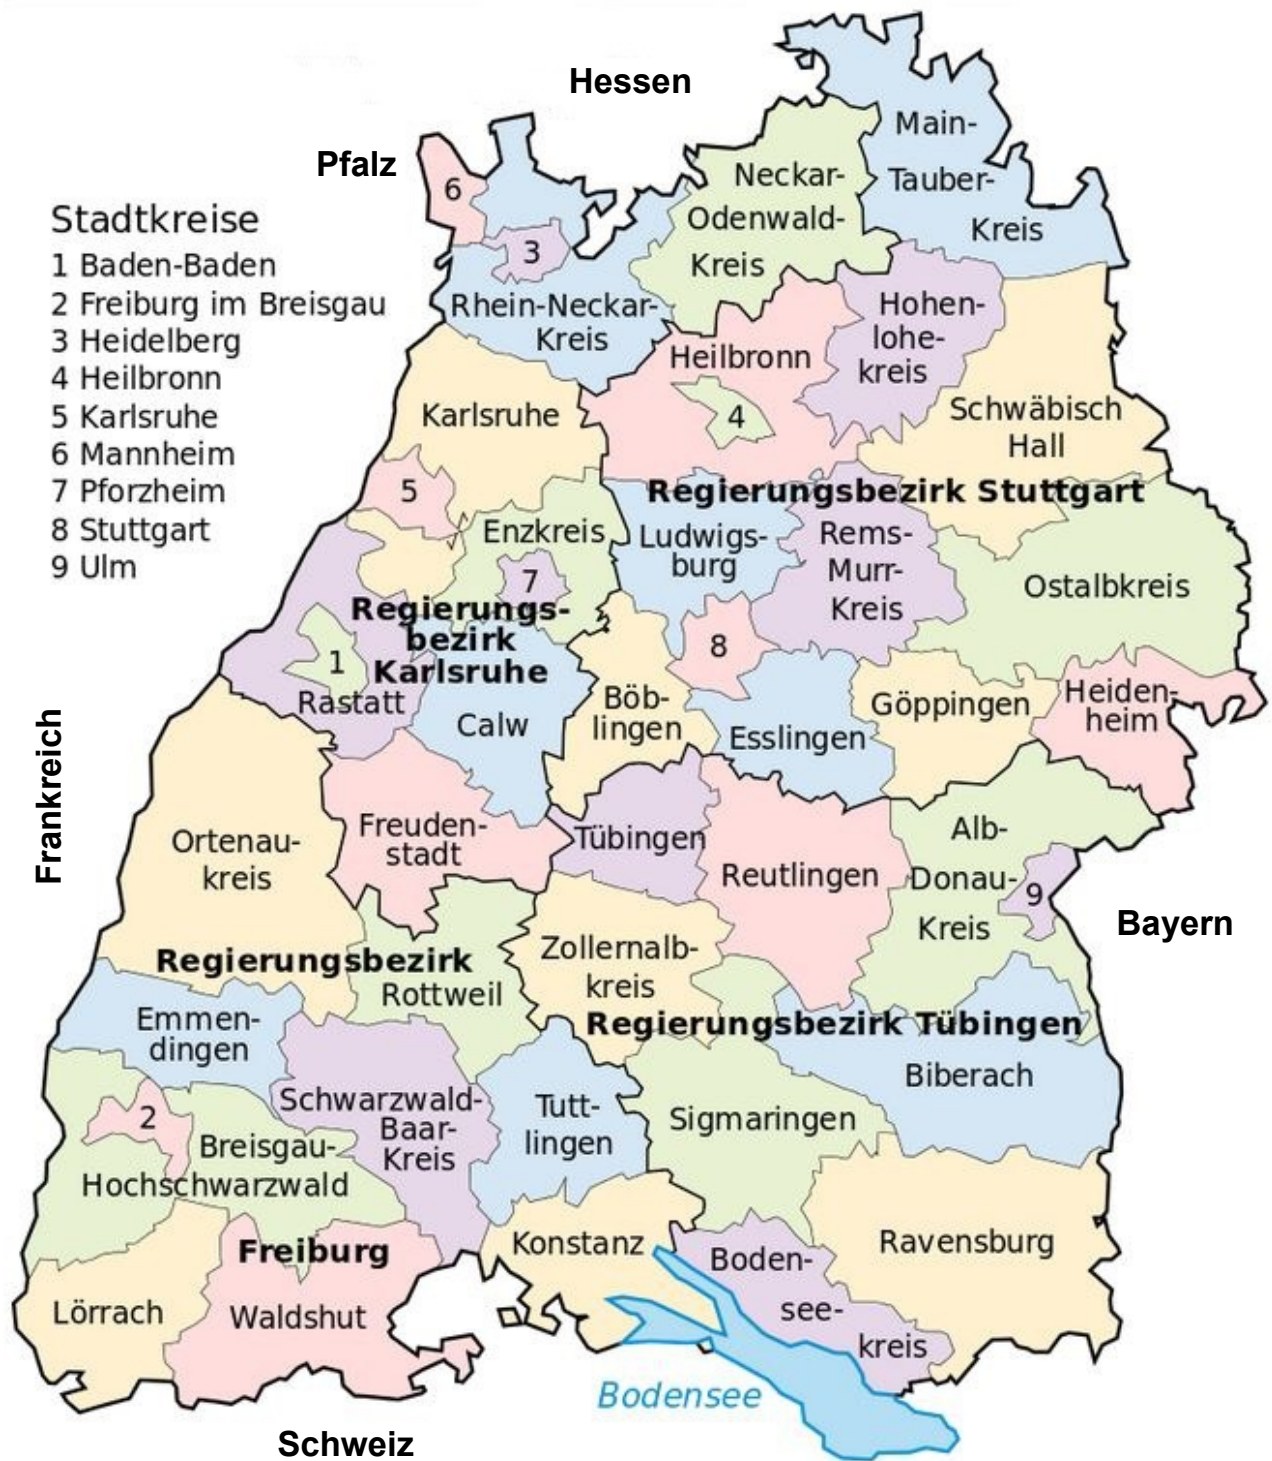 Hessen
Pfalz
Stadtkreise
1 Baden-Baden
2 Freiburg im Breisgau
3 Heidelberg
4 Heilbronn
5 Karlsruhe
6 Mannheim
7 Pforzheim
8 Stuttgart
9 Ulm
Main-
Tauber-
Kreis
Neckar-
Odenwald-
Kreis
6
3
Rhein-Neckar-
Kreis
Hohen-
lohe-
kreis
Heilbronn
4
Schwäbisch
Hall
Karlsruhe
5
Regierungsbezirk Stuttgart
Enzkreis
7
Ludwigs-
burg
Rems-
Murr-
Kreis
Ostalbkreis
Regierungs-
bezirk
Karlsruhe
1
Rastatt
8
Calw
Böb-
lingen
Esslingen
Göppingen
Heiden-
heim
Frankreich
Ortenau-
kreis
Freuden-
stadt
Tübingen
Reutlingen
Alb-
Donau-
Kreis
9
Bayern
Regierungsbezirk
Rottweil
Zollernalb-
kreis
Regierungsbezirk Tübingen
Emmen-
dingen
Biberach
2
Breisgau-
Hochschwarzwald
Schwarzwald-
Baar-
Kreis
Tutt-
lingen
Sigmaringen
Freiburg
Konstanz
Boden-
see-
kreis
Ravensburg
Lörrach
Waldshut
Bodensee
Schweiz